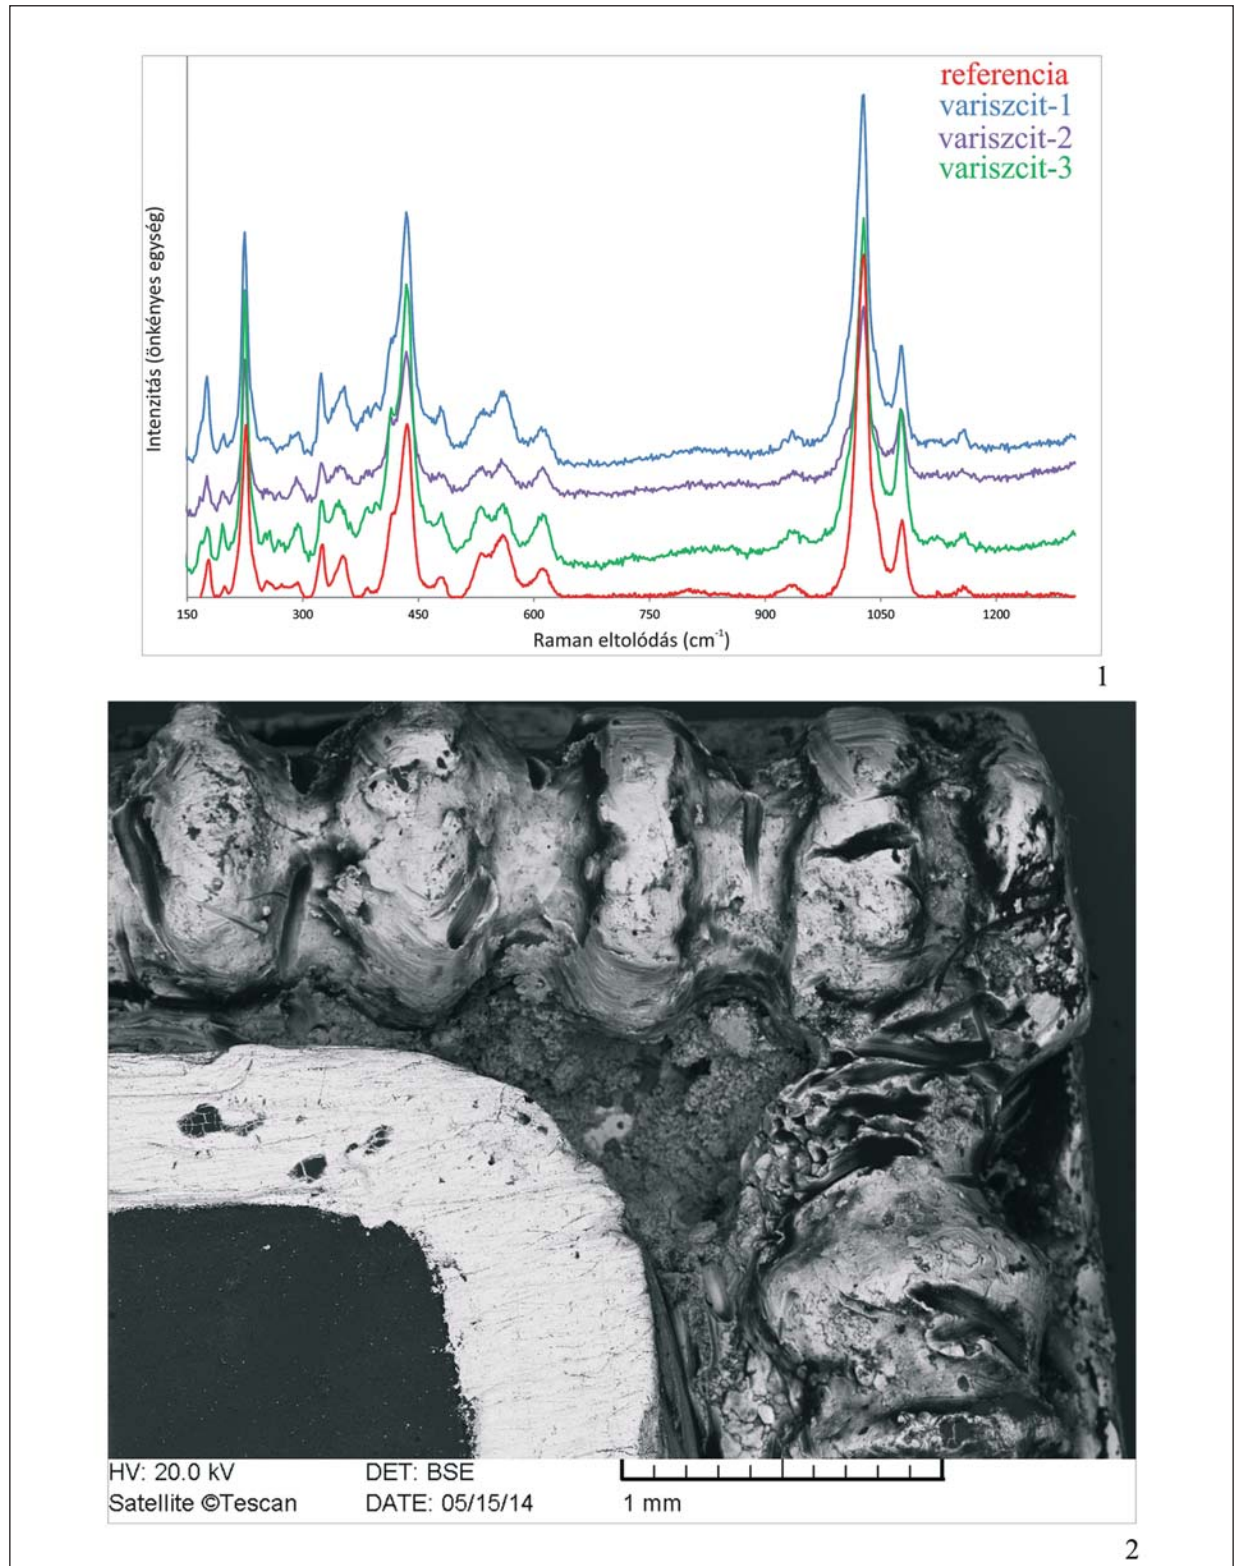 referencia
variszcit-1
variszcit-2
variszcit-3
Intenzitás (önkényes egység)
150 300 450 600 750 900 1050 1200
Raman eltolódás (cm⁻¹)
1
HV: 20.0 kV DET: BSE
Satellite ©Tescan DATE: 05/15/14 1 mm
2